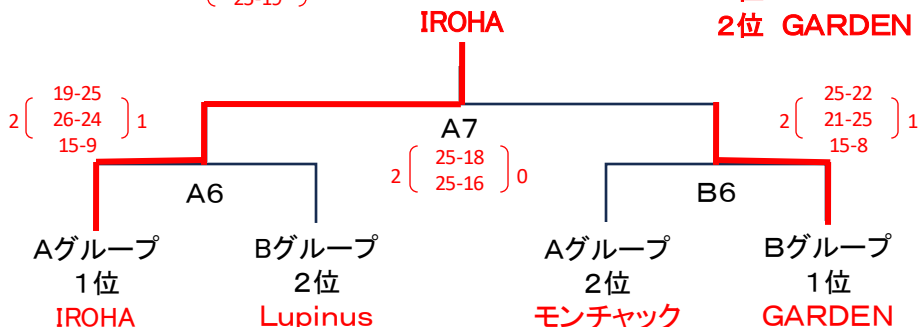 IROHA
2位 GARDEN
19-25
2 ( 26-24 ) 1
15-9
25-22
2 ( 21-25 ) 1
15-8
A7
25-18
2 ( 25-16 ) 0
A6
B6
Aグループ
1位
IROHA
Bグループ
2位
Lupinus
Aグループ
2位
モンチャック
Bグループ
1位
GARDEN